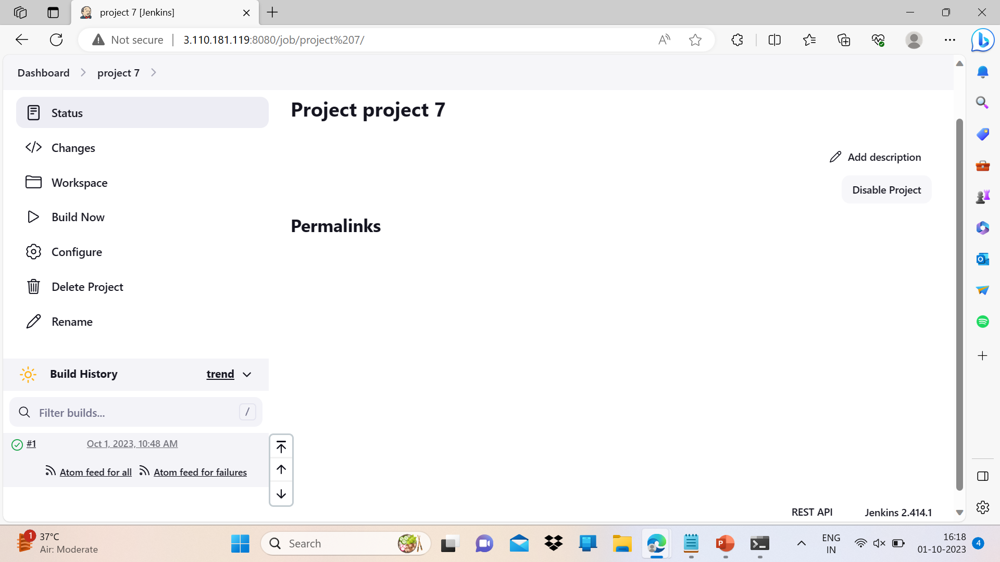 project 7 [Jenkins]
Not secure
3.110.181.119:8080/job/project%207/
Dashboard
project 7
Status
Changes
Workspace
Build Now
Configure
Delete Project
Rename
Project project 7
Add description
Disable Project
Permalinks
Build History
trend
Filter builds...
/
#1
Oct 1, 2023, 10:48 AM
Atom feed for all
Atom feed for failures
REST API
Jenkins 2.414.1
1
37°C
Air: Moderate
Search
ENG
IN
16:18
01-10-2023
4